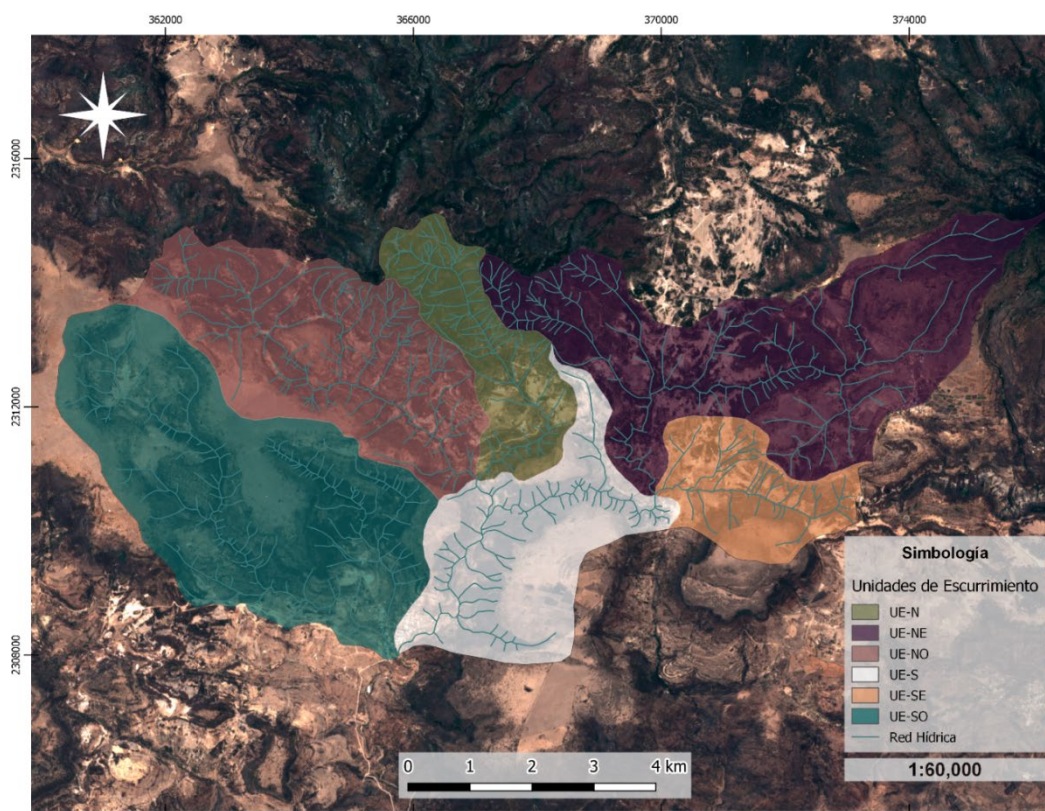 362000 366000 370000 374000
2316000
2312000
2308000
Simbología
Unidades de Escurrimiento
UE-N
UE-NE
UE-NO
UE-S
UE-SE
UE-SO
Red Hídrica
1:60,000
0 1 2 3 4 km